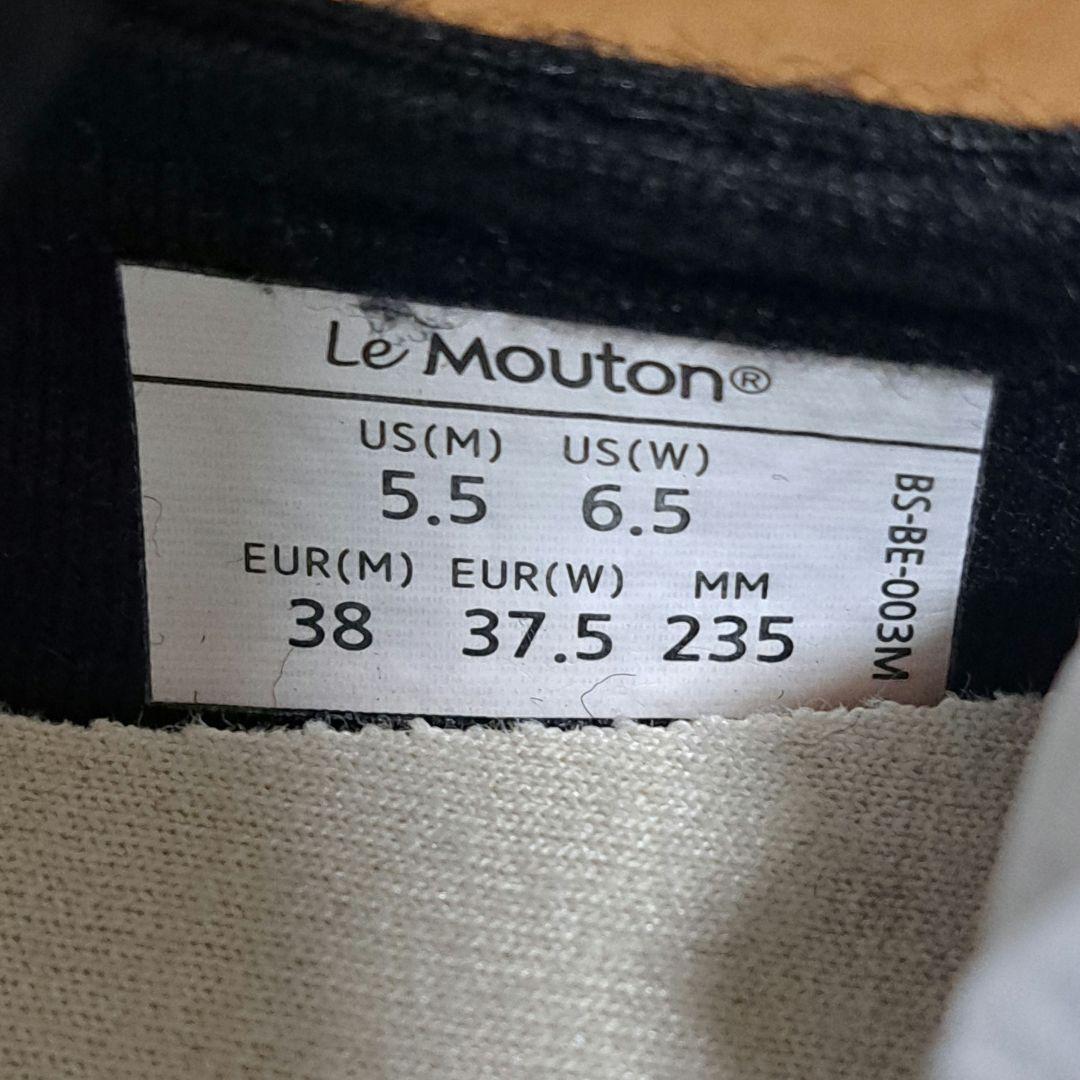 Le Mouton®
US(M) US(W)
5.5 6.5
EUR(M) EUR(W) MM
38 37.5 235
BS-BE-003M